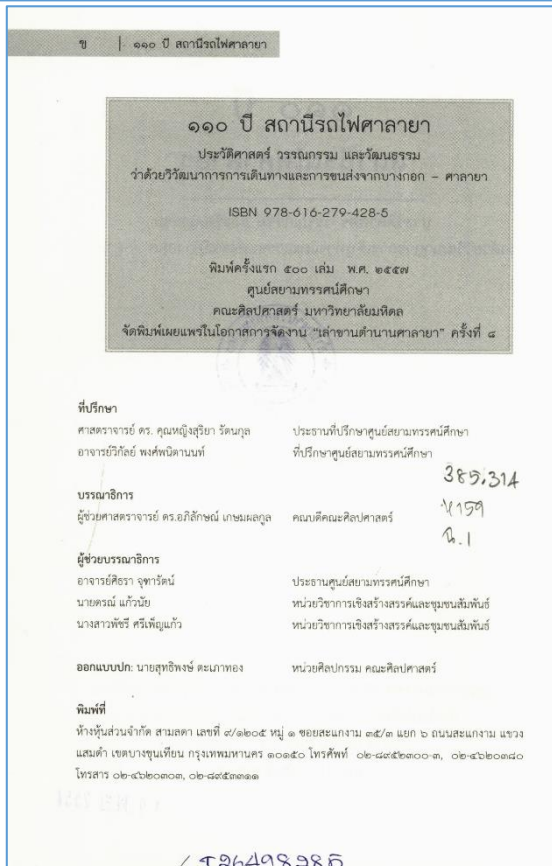 ข | ๑๑๐ ปี สถานีรถไฟศาลายา
๑๑๐ ปี สถานีรถไฟศาลายา
ประวัติศาสตร์ วรรณกรรม และวัฒนธรรม
ว่าด้วยวิวัฒนาการการเดินทางและการขนส่งจากบางกอก – ศาลายา
ISBN 978-616-279-428-5
พิมพ์ครั้งแรก ๕๐๐ เล่ม พ.ศ. ๒๕๕๗
ศูนย์สยามทรรศน์ศึกษา
คณะศิลปศาสตร์ มหาวิทยาลัยมหิดล
จัดพิมพ์เผยแพร่ในโอกาสการจัดงาน “เล่าขานตำนานศาลายา” ครั้งที่ ๘
ที่ปรึกษา
ศาสตราจารย์ ดร. คุณหญิงสุริยา รัตนกุล ประธานที่ปรึกษาศูนย์สยามทรรศน์ศึกษา
อาจารย์วิกัลย์ พงศ์พนิตานนท์ ที่ปรึกษาศูนย์สยามทรรศน์ศึกษา
385.314
บรรณาธิการ
ผู้ช่วยศาสตราจารย์ ดร.อภิลักษณ์ เกษมผลกูล คณบดีคณะศิลปศาสตร์
ห159
ฉ.1
ผู้ช่วยบรรณาธิการ
อาจารย์ศิธรา จุฑารัตน์ ประธานศูนย์สยามทรรศน์ศึกษา
นายดรณ์ แก้วนัย หน่วยวิชาการเชิงสร้างสรรค์และชุมชนสัมพันธ์
นางสาวพัชรี ศรีเพ็ญแก้ว หน่วยวิชาการเชิงสร้างสรรค์และชุมชนสัมพันธ์
ออกแบบปก: นายสุทธิพงษ์ ตะเภาทอง หน่วยศิลปกรรม คณะศิลปศาสตร์
พิมพ์ที่
ห้างหุ้นส่วนจำกัด สามลดา เลขที่ ๙/๑๒๐๕ หมู่ ๑ ซอยสะแกงาม ๓๕/๓ แยก ๖ ถนนสะแกงาม แขวง
แสมดำ เขตบางขุนเทียน กรุงเทพมหานคร ๑๐๑๕๐ โทรศัพท์ ๐๒-๘๙๕๒๓๐๐-๓, ๐๒-๔๖๒๐๓๘๐
โทรสาร ๐๒-๔๖๒๐๓๐๓, ๐๒-๘๙๕๓๓๑๑